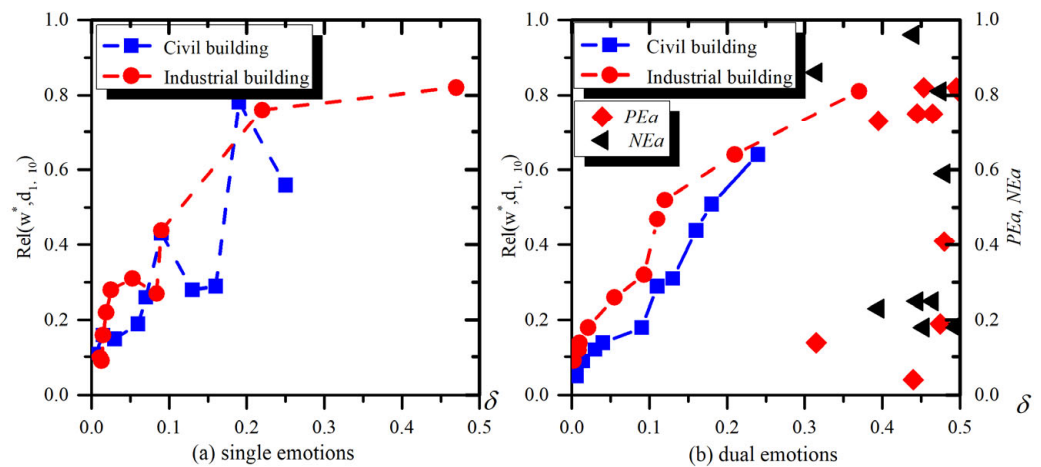 Civil building
Industrial building
1.0
0.8
0.6
0.4
0.2
0.0
Rel(w*,d1, 10)
0.0 0.1 0.2 0.3 0.4 0.5
δ
(a) single emotions
Civil building
Industrial building
PEa
NEa
1.0
0.8
0.6
0.4
0.2
0.0
Rel(w*,d1, 10)
1.0
0.8
0.6
0.4
0.2
0.0
PEa, NEa
0.0 0.1 0.2 0.3 0.4 0.5
δ
(b) dual emotions